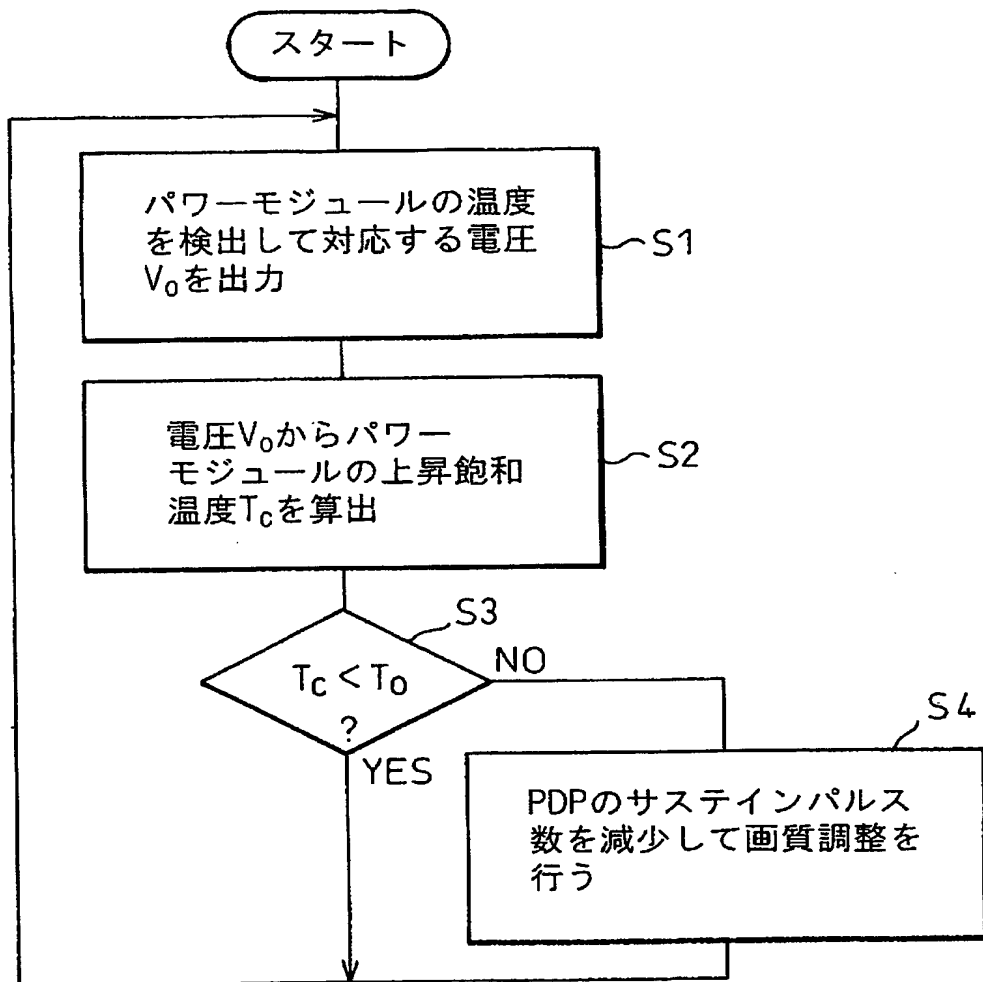 スタート
パワーモジュールの温度
を検出して対応する電圧
V₀を出力
S1
電圧V₀からパワー
モジュールの上昇飽和
温度Tcを算出
S2
S3
Tc < To
?
NO
YES
S4
PDPのサステインパルス
数を減少して画質調整を
行う